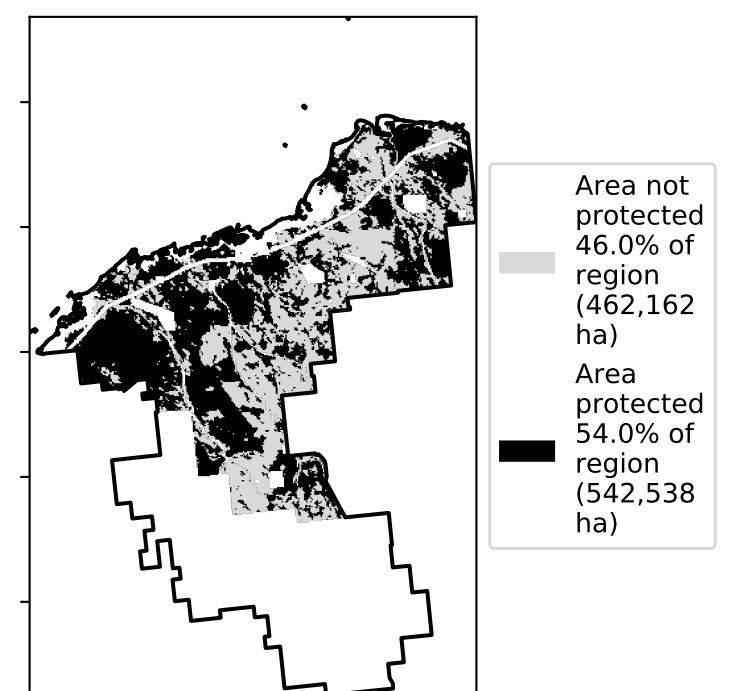 Area not
protected
46.0% of
region
(462,162
ha)
Area
protected
54.0% of
region
(542,538
ha)